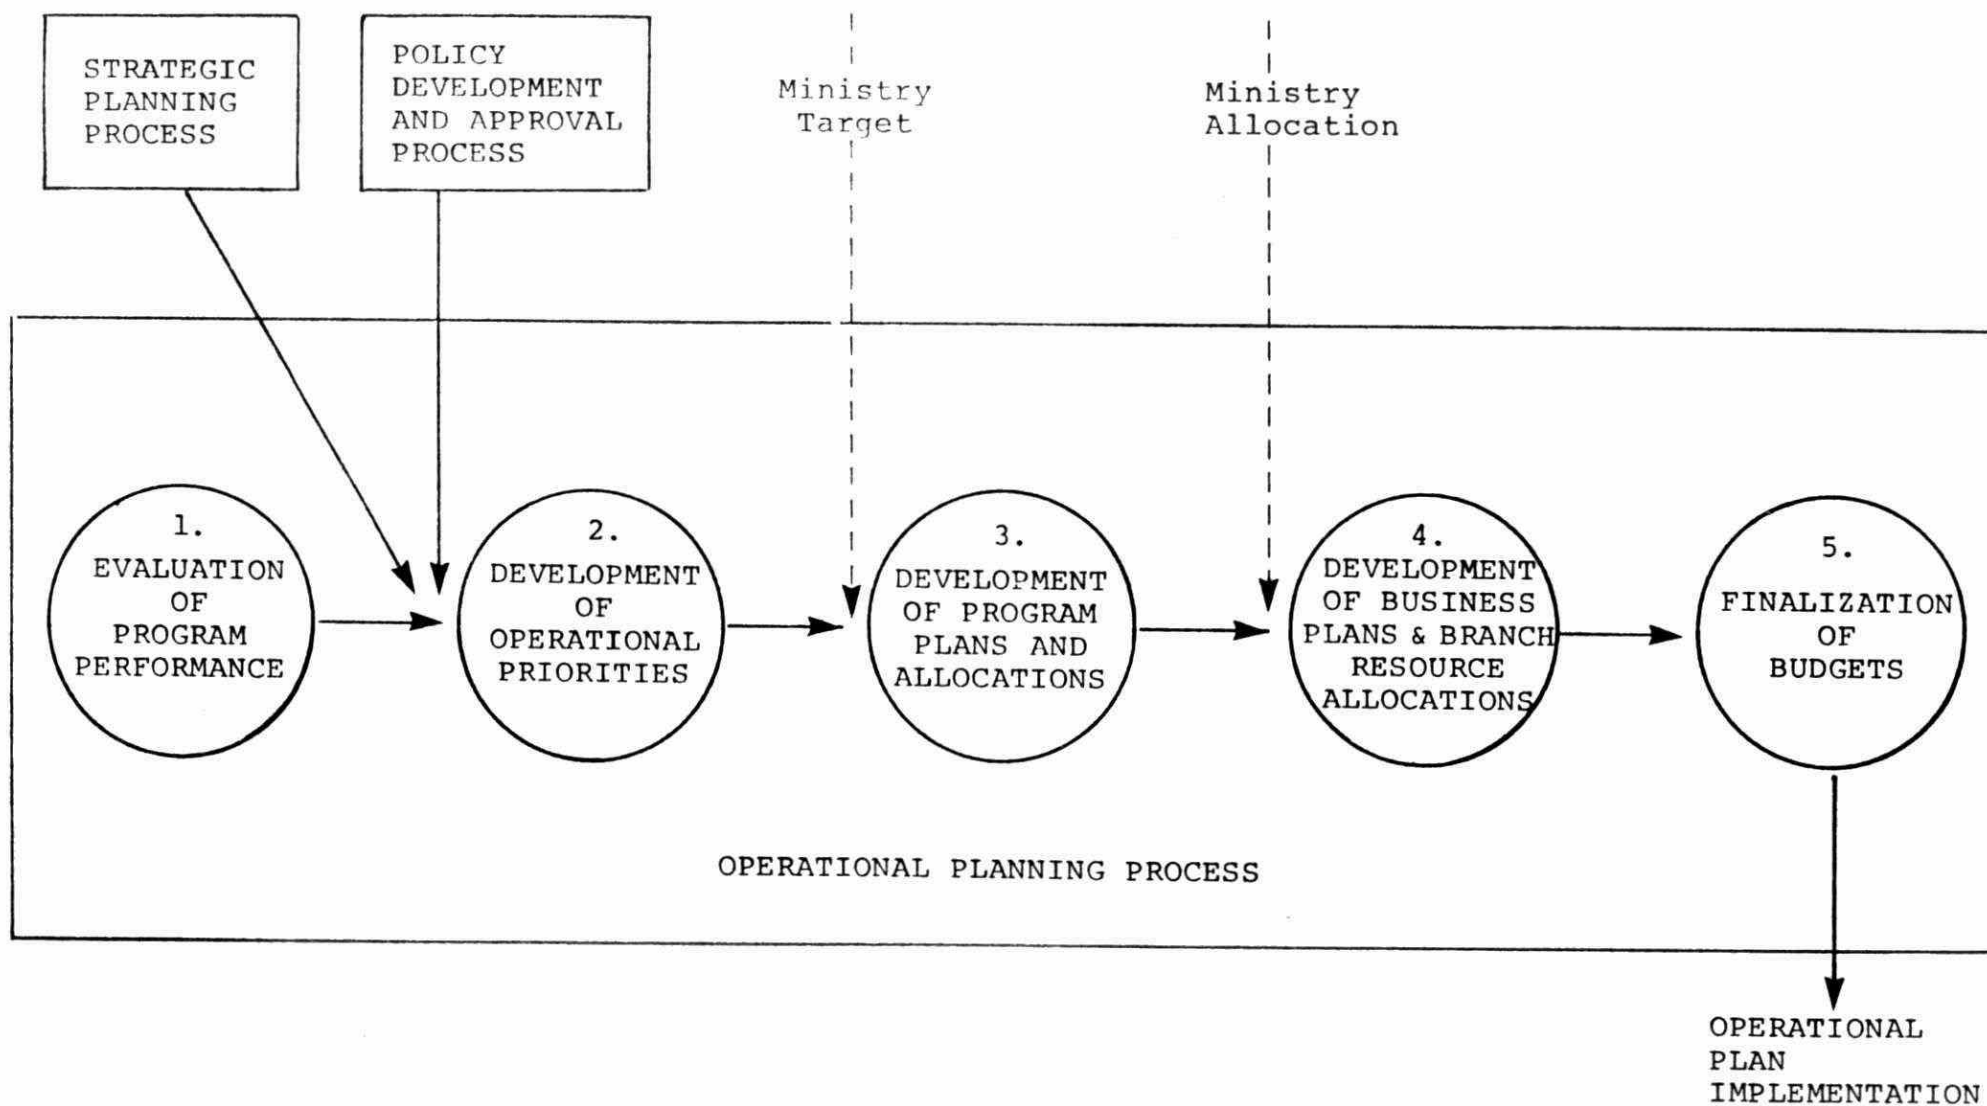 STRATEGIC
PLANNING
PROCESS
POLICY
DEVELOPMENT
AND APPROVAL
PROCESS
Ministry
Target
Ministry
Allocation
1.
EVALUATION
OF
PROGRAM
PERFORMANCE
2.
DEVELOPMENT
OF
OPERATIONAL
PRIORITIES
3.
DEVELOPMENT
OF PROGRAM
PLANS AND
ALLOCATIONS
4.
DEVELOPMENT
OF BUSINESS
PLANS & BRANCH
RESOURCE
ALLOCATIONS
5.
FINALIZATION
OF
BUDGETS
OPERATIONAL PLANNING PROCESS
OPERATIONAL
PLAN
IMPLEMENTATION